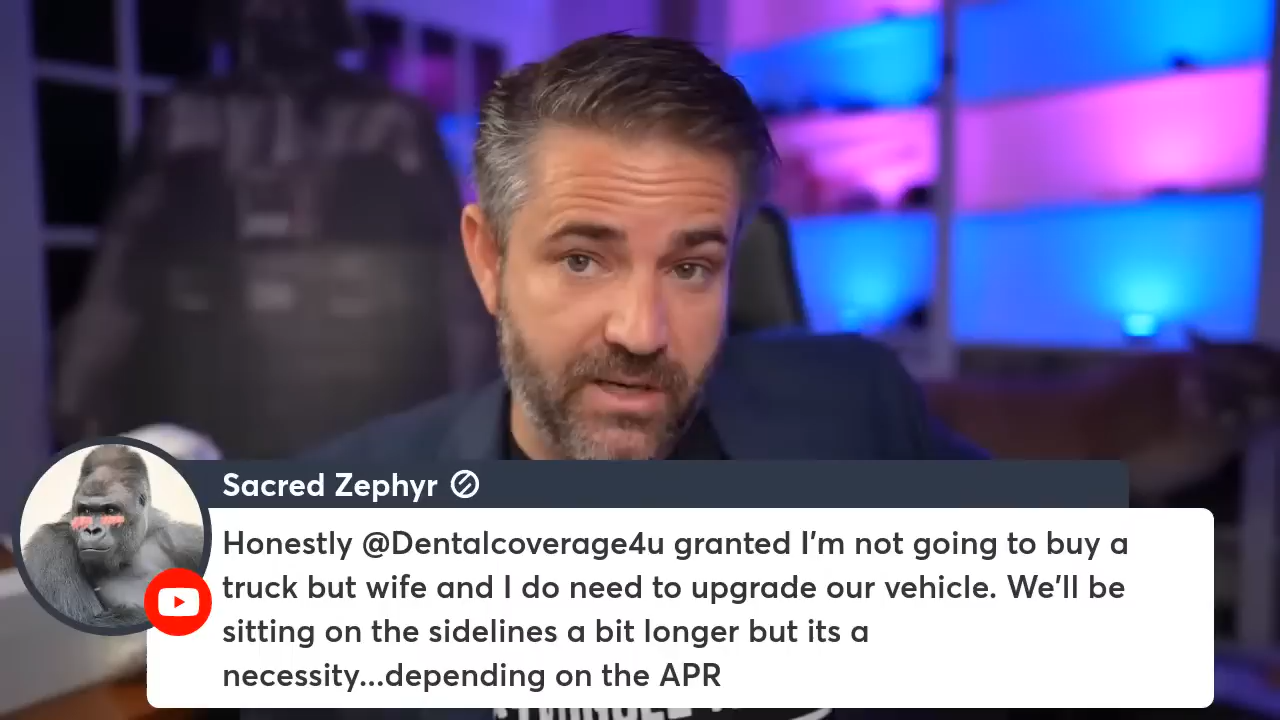 Sacred Zephyr
Honestly @Dentalcoverage4u granted I'm not going to buy a
truck but wife and I do need to upgrade our vehicle. We'll be
sitting on the sidelines a bit longer but its a
necessity...depending on the APR